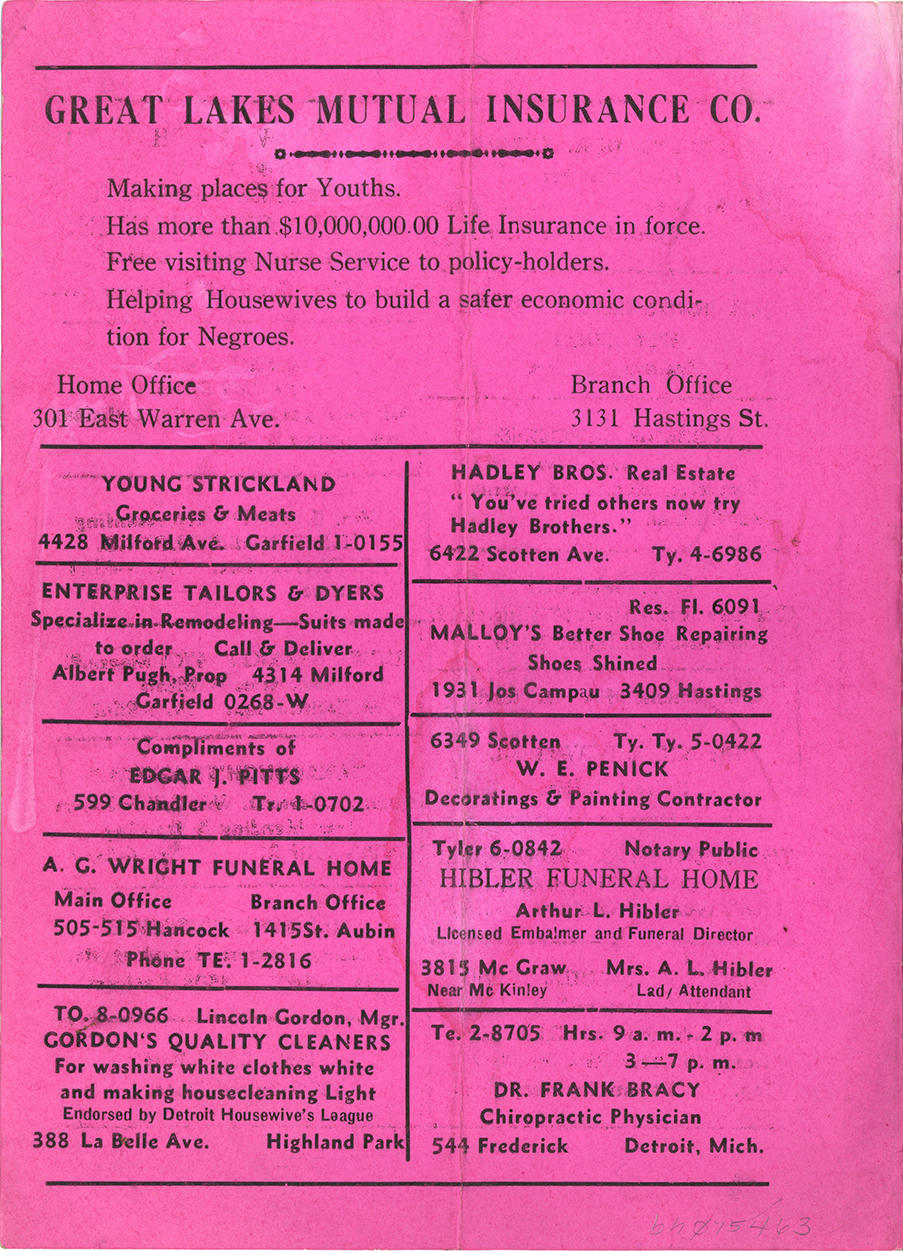 GREAT LAKES MUTUAL INSURANCE CO.
Making places for Youths.
Has more than $10,000,000.00 Life Insurance in force.
Free visiting Nurse Service to policy-holders.
Helping Housewives to build a safer economic condi-
tion for Negroes.
Home Office
301 East Warren Ave.
Branch Office
3131 Hastings St.
YOUNG STRICKLAND
Groceries & Meats
4428 Milford Ave. Garfield 1-0155
ENTERPRISE TAILORS & DYERS
Specialize in Remodeling—Suits made
to order Call & Deliver
Albert Pugh, Prop 4314 Milford
Garfield 0268-W
Compliments of
EDGAR J. PITTS
599 Chandler Tr. 1-0702
A. G. WRIGHT FUNERAL HOME
Main Office Branch Office
505-515 Hancock 1415St. Aubin
Phone TE. 1-2816
TO. 8-0966 Lincoln Gordon, Mgr.
GORDON'S QUALITY CLEANERS
For washing white clothes white
and making housecleaning Light
Endorsed by Detroit Housewive's League
388 La Belle Ave. Highland Park
HADLEY BROS. Real Estate
" You've tried others now try
Hadley Brothers."
6422 Scotten Ave. Ty. 4-6986
Res. Fl. 6091
MALLOY'S Better Shoe Repairing
Shoes Shined
1931 Jos Campau 3409 Hastings
6349 Scotten Ty. Ty. 5-0422
W. E. PENICK
Decoratings & Painting Contractor
Tyler 6-0842 Notary Public
HIBLER FUNERAL HOME
Arthur L. Hibler
Licensed Embalmer and Funeral Director
3815 Mc Graw Mrs. A. L. Hibler
Near Mc Kinley Lady Attendant
Te. 2-8705 Hrs. 9 a. m. - 2 p. m
3—7 p. m.
DR. FRANK BRACY
Chiropractic Physician
544 Frederick Detroit, Mich.